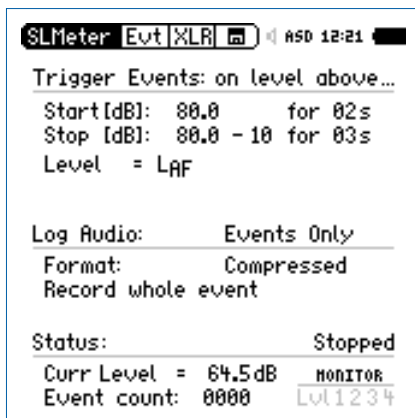 SLMeter Evt XLR ASD 12:21
Trigger Events: on level above...
Start[dB]: 80.0 for 02s
Stop [dB]: 80.0 - 10 for 03s
Level = LAF
Log Audio: Events Only
Format: Compressed
Record whole event
Status: Stopped
Curr Level = 64.5dB MONITOR
Event count: 0000 Lvl1234